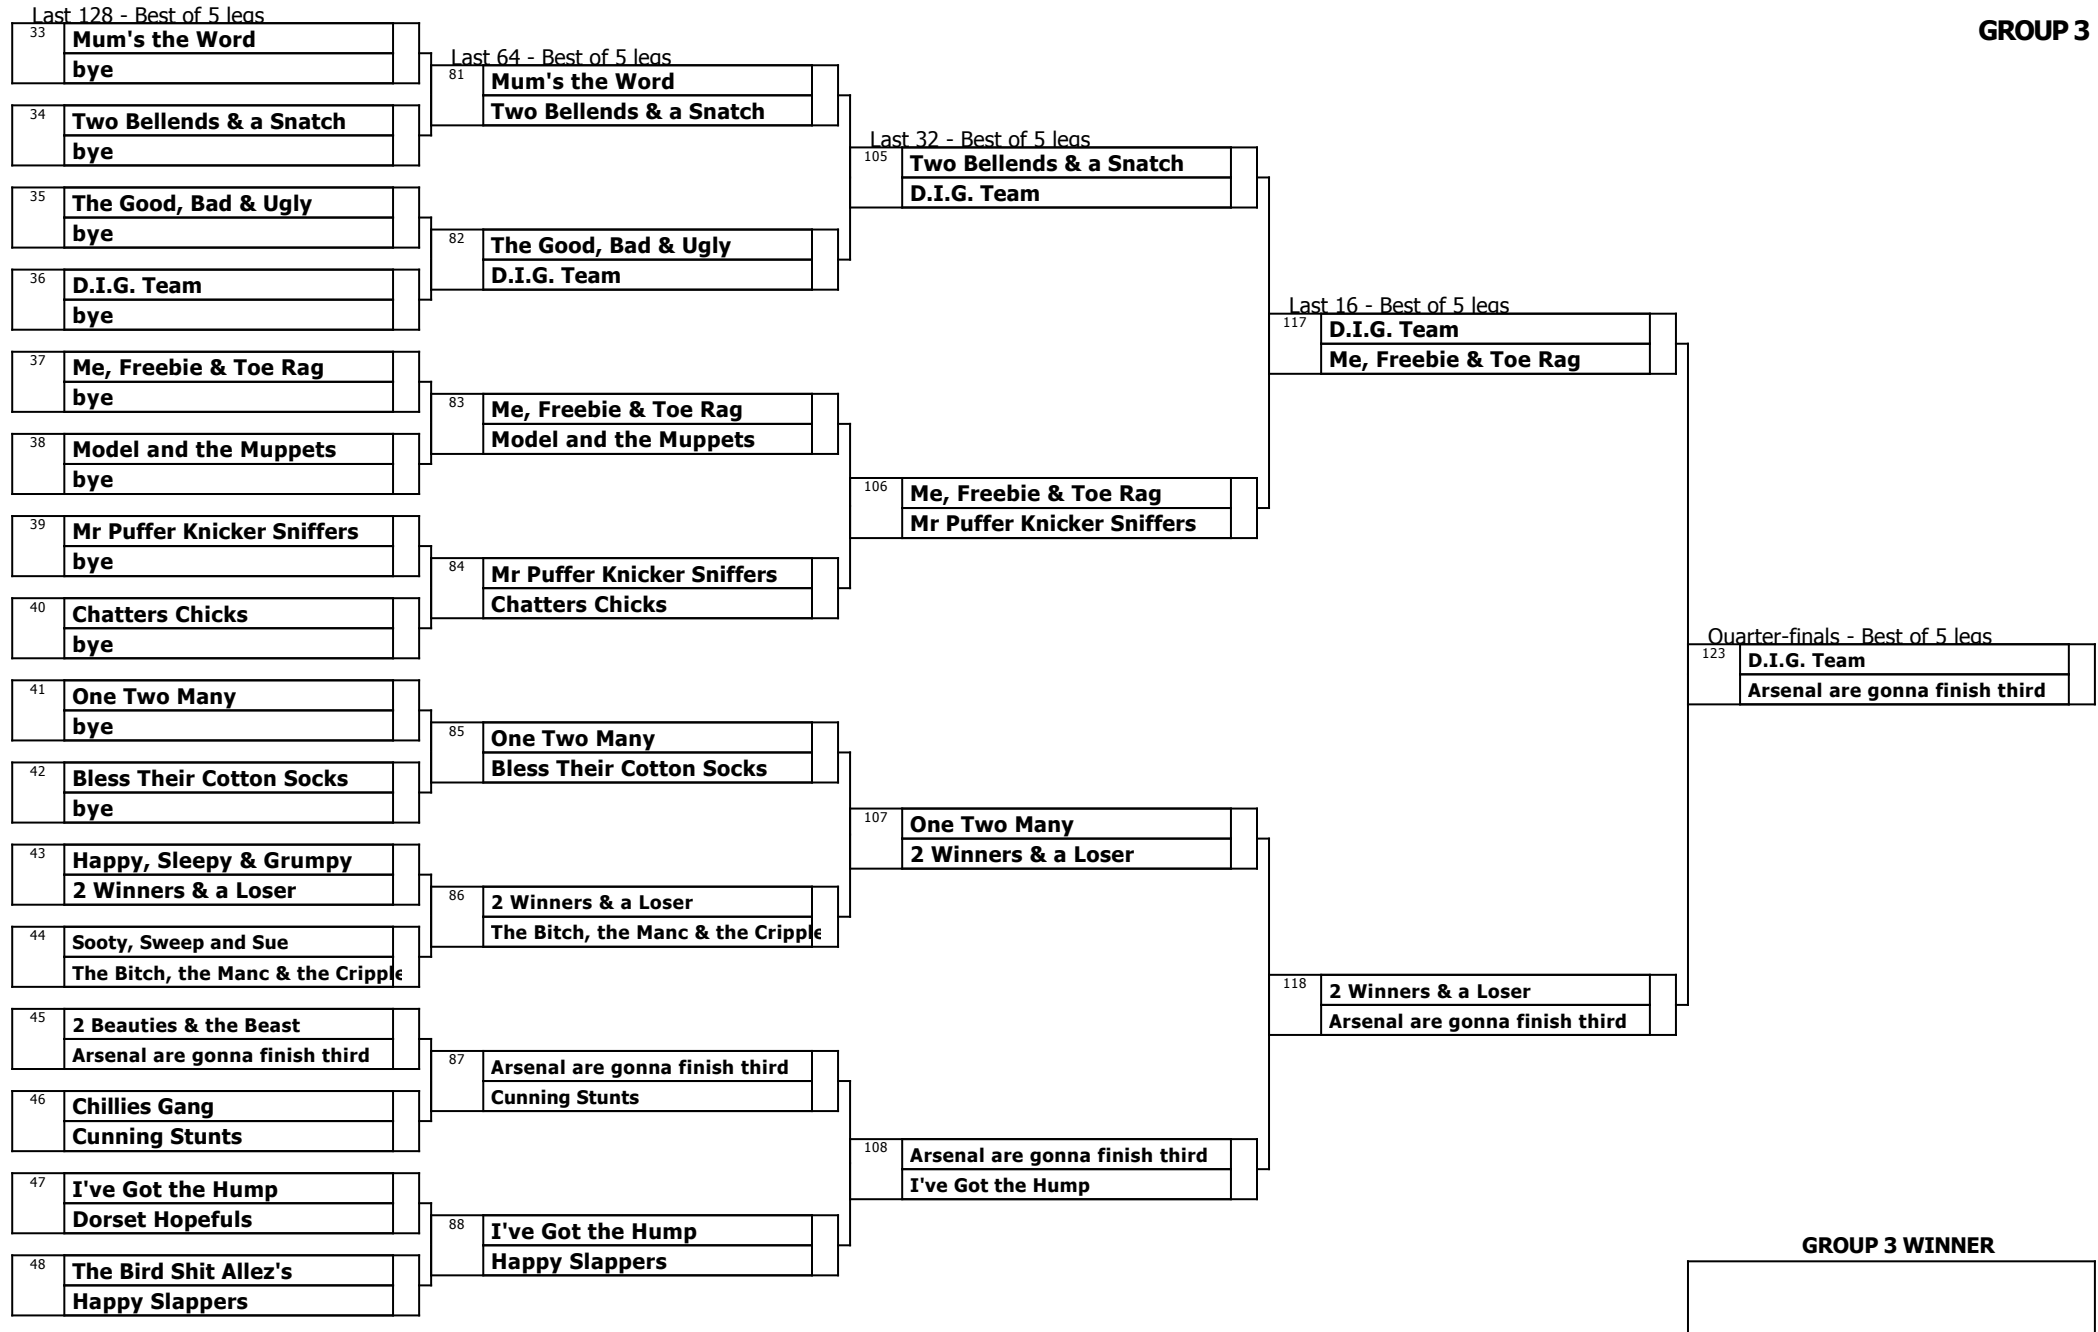 Last 128 - Best of 5 legs
GROUP 3
33
Mum's the Word
bye
34
Two Bellends & a Snatch
bye
35
The Good, Bad & Ugly
bye
36
D.I.G. Team
bye
37
Me, Freebie & Toe Rag
bye
38
Model and the Muppets
bye
39
Mr Puffer Knicker Sniffers
bye
40
Chatters Chicks
bye
41
One Two Many
bye
42
Bless Their Cotton Socks
bye
43
Happy, Sleepy & Grumpy
2 Winners & a Loser
44
Sooty, Sweep and Sue
The Bitch, the Manc & the Cripple
45
2 Beauties & the Beast
Arsenal are gonna finish third
46
Chillies Gang
Cunning Stunts
47
I've Got the Hump
Dorset Hopefuls
48
The Bird Shit Allez's
Happy Slappers
Last 64 - Best of 5 legs
81
Mum's the Word
Two Bellends & a Snatch
82
The Good, Bad & Ugly
D.I.G. Team
83
Me, Freebie & Toe Rag
Model and the Muppets
84
Mr Puffer Knicker Sniffers
Chatters Chicks
85
One Two Many
Bless Their Cotton Socks
86
2 Winners & a Loser
The Bitch, the Manc & the Cripple
87
Arsenal are gonna finish third
Cunning Stunts
88
I've Got the Hump
Happy Slappers
Last 32 - Best of 5 legs
105
Two Bellends & a Snatch
D.I.G. Team
106
Me, Freebie & Toe Rag
Mr Puffer Knicker Sniffers
107
One Two Many
2 Winners & a Loser
108
Arsenal are gonna finish third
I've Got the Hump
Last 16 - Best of 5 legs
117
D.I.G. Team
Me, Freebie & Toe Rag
118
2 Winners & a Loser
Arsenal are gonna finish third
Quarter-finals - Best of 5 legs
123
D.I.G. Team
Arsenal are gonna finish third
GROUP 3 WINNER